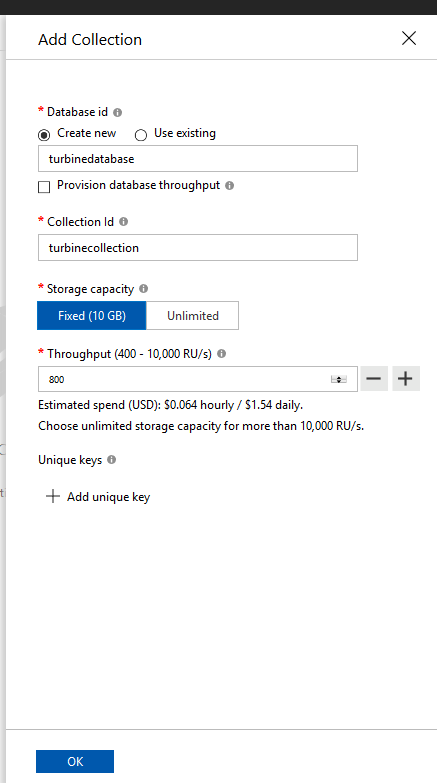 Add Collection
* Database id
Create new Use existing
turbinedatabase
Provision database throughput
* Collection Id
turbinecollection
* Storage capacity
Fixed (10 GB) Unlimited
* Throughput (400 - 10,000 RU/s)
800
Estimated spend (USD): $0.064 hourly / $1.54 daily.
Choose unlimited storage capacity for more than 10,000 RU/s.
Unique keys
Add unique key
OK